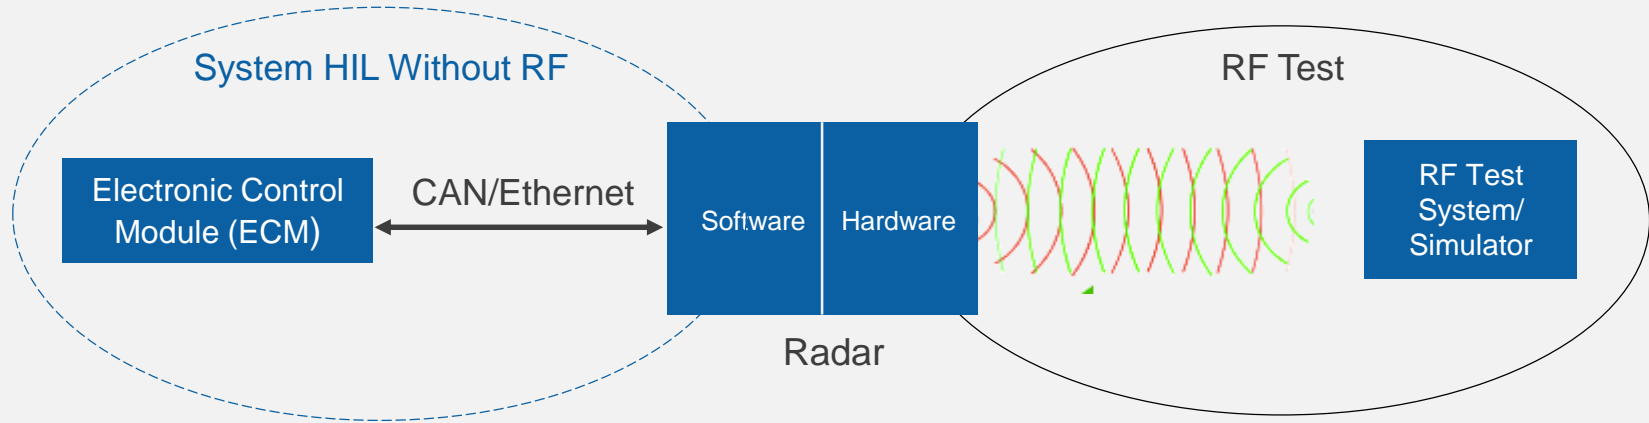 System HIL Without RF
RF Test
Electronic Control
Module (ECM)
CAN/Ethernet
Software
Hardware
RF Test
System/
Simulator
Radar